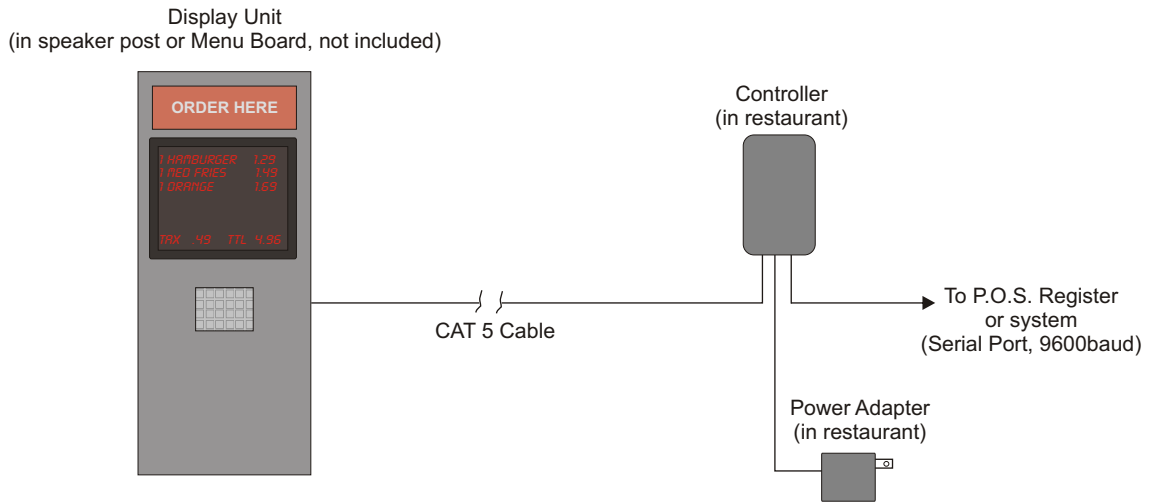 Display Unit
(in speaker post or Menu Board, not included)
ORDER HERE
1 HAMBURGER 1.29
1 MED FRIES 1.49
1 ORANGE 1.69
TAX .49 TTL 4.96
CAT 5 Cable
Controller
(in restaurant)
To P.O.S. Register
or system
(Serial Port, 9600baud)
Power Adapter
(in restaurant)